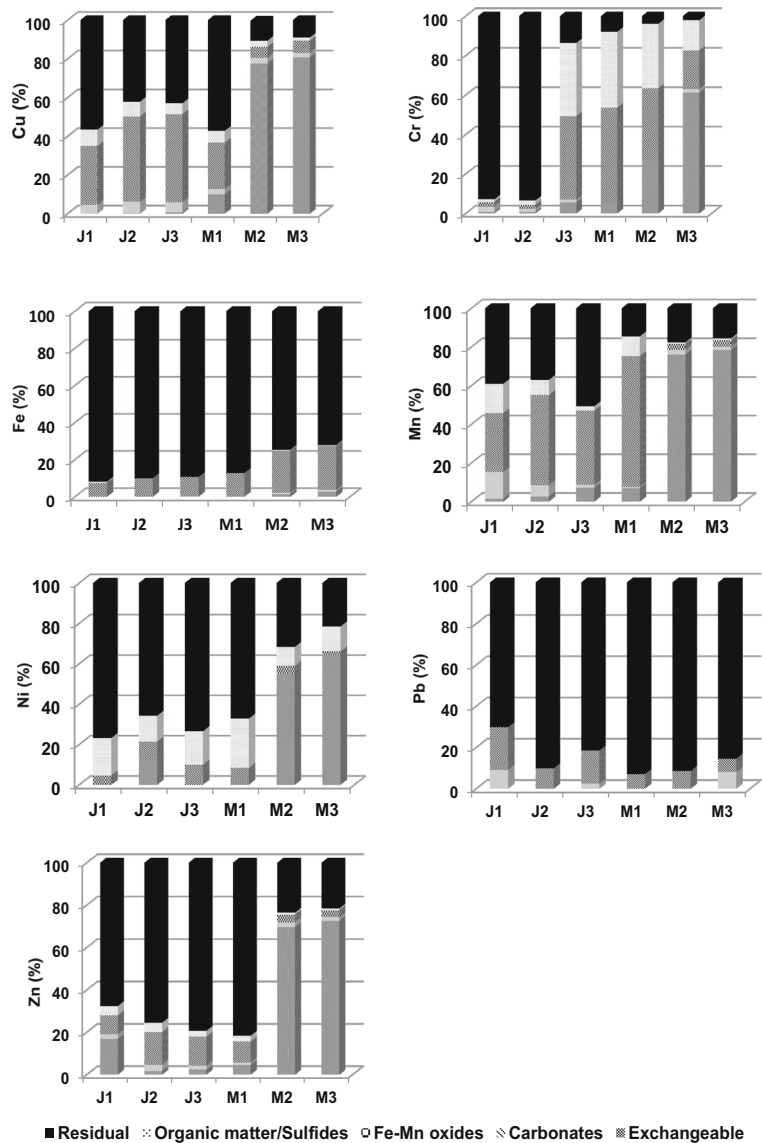 Cu (%)
100
80
60
40
20
0
J1 J2 J3 M1 M2 M3
Cr (%)
100
80
60
40
20
0
J1 J2 J3 M1 M2 M3
Fe (%)
100
80
60
40
20
0
J1 J2 J3 M1 M2 M3
Mn (%)
100
80
60
40
20
0
J1 J2 J3 M1 M2 M3
Ni (%)
100
80
60
40
20
0
J1 J2 J3 M1 M2 M3
Pb (%)
100
80
60
40
20
0
J1 J2 J3 M1 M2 M3
Zn (%)
100
80
60
40
20
0
J1 J2 J3 M1 M2 M3
Residual Organic matter/Sulfides Fe-Mn oxides Carbonates Exchangeable